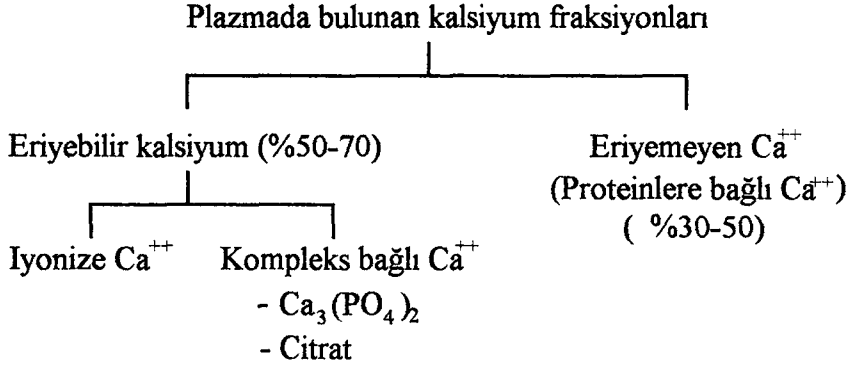 Plazmada bulunan kalsiyum fraksiyonları
Eriyebilir kalsiyum (%50-70)
Eriyemeyen Ca⁺⁺
(Proteinlere bağlı Ca⁺⁺)
( %30-50)
Iyonize Ca⁺⁺
Kompleks bağlı Ca⁺⁺
- Ca₃(PO₄)₂
- Citrat